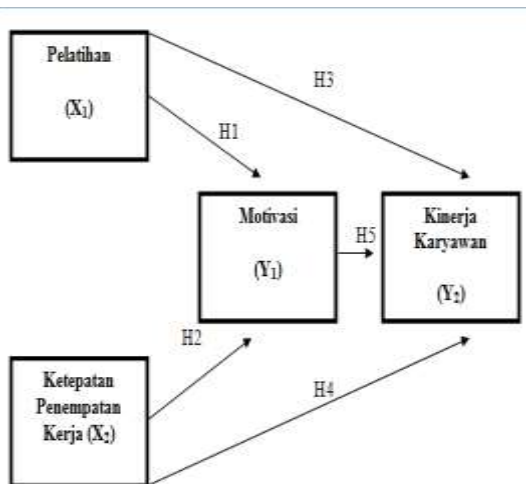 Pelatihan
(X₁)
H3
H1
Motivasi
(Y₁)
H5
Kinerja
Karyawan
(Y₂)
H2
Ketepatan
Penempatan
Kerja (X₂)
H4